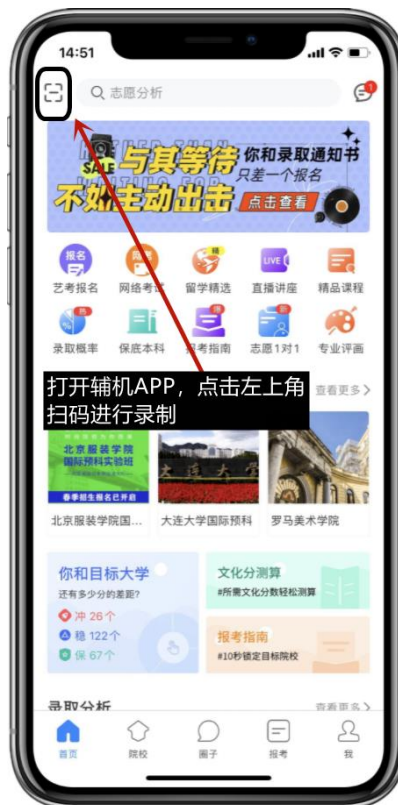 14:51
志愿分析
1
SALE
与其等待
你和录取通知书
只差一个报名
不如主动出击
点击查看
报名
精
LIVE
艺考报名
网络考试
留学精选
直播讲座
精品课程
热
录取概率
保底本科
报考指南
志愿1对1
专业评画
打开辅机APP，点击左上角
扫码进行录制
查看更多>
北京服装学院
国际预科实验班
春季招生报名已开启
大连大学
北京服装学院国...
大连大学国际预科
罗马美术学院
你和目标大学
还有多少分的差距?
冲 26个
稳 122个
保 67个
文化分测算
#所需文化分数轻松测算
报考指南
#10秒锁定目标院校
录取分析
查看更多>
首页
院校
圈子
报考
我